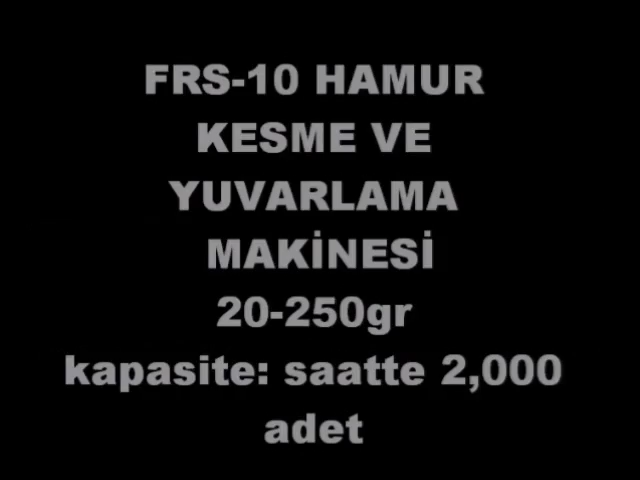 FRS-10 HAMUR
KESME VE
YUVARLAMA
MAKİNESİ
20-250gr
kapasite: saatte 2,000
adet